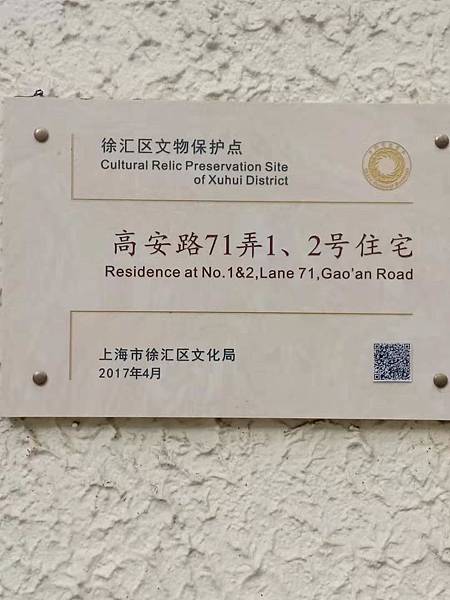 徐汇区文物保护点
Cultural Relic Preservation Site
of Xuhui District
高安路71弄1、2号住宅
Residence at No.1&2,Lane 71,Gao'an Road
上海市徐汇区文化局
2017年4月